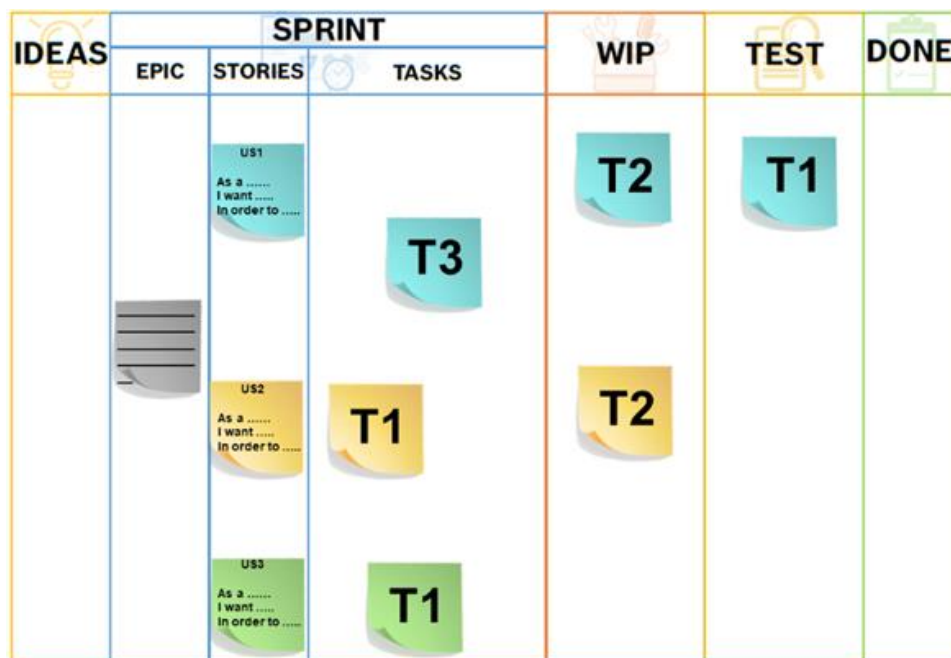 IDEAS
SPRINT
WIP
TEST
DONE
EPIC
STORIES
TASKS
US1
As a ......
I want .....
In order to .....
T2
T1
T3
US2
As a ......
I want .....
In order to .....
T1
T2
US3
As a ......
I want .....
In order to .....
T1